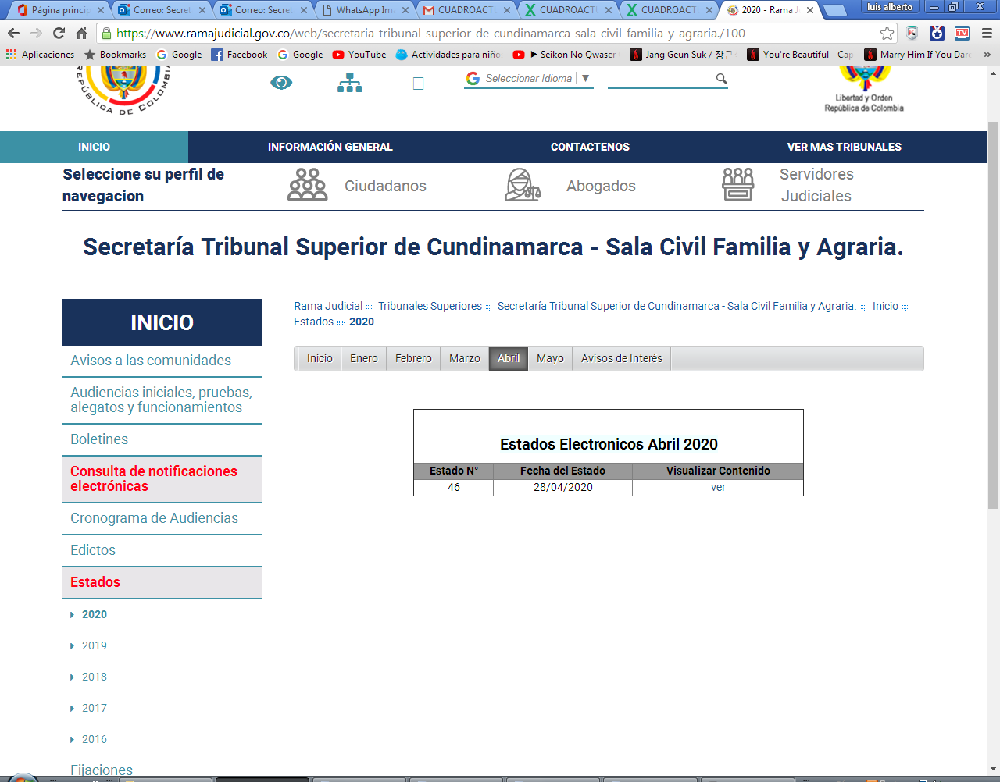 Página princip
Correo: Secret
Correo: Secret
WhatsApp Im
CUADROACT
CUADROACT
CUADROACT
2020 - Rama J
luis alberto
https://www.ramajudicial.gov.co/web/secretaria-tribunal-superior-de-cundinamarca-sala-civil-familia-y-agraria./100
Aplicaciones
Bookmarks
Google
Facebook
Google
YouTube
Actividades para niño
► Seikon No Qwaser
Jang Geun Suk / 장근
You're Beautiful - Cap
Marry Him If You Dare
REPÚBLICA DE COLOMBIA
Seleccionar Idioma ▼
Libertad y Orden
República de Colombia
INICIO
INFORMACIÓN GENERAL
CONTACTENOS
VER MAS TRIBUNALES
Seleccione su perfil de
navegacion
Ciudadanos
Abogados
Servidores
Judiciales
Secretaría Tribunal Superior de Cundinamarca - Sala Civil Familia y Agraria.
INICIO
Avisos a las comunidades
Audiencias iniciales, pruebas,
alegatos y funcionamientos
Boletines
Consulta de notificaciones
electrónicas
Cronograma de Audiencias
Edictos
Estados
2020
2019
2018
2017
2016
Fijaciones
Rama Judicial Tribunales Superiores Secretaría Tribunal Superior de Cundinamarca - Sala Civil Familia y Agraria. Inicio
Estados 2020
Inicio Enero Febrero Marzo Abril Mayo Avisos de Interés
Estados Electronicos Abril 2020
Estado N° Fecha del Estado Visualizar Contenido
46 28/04/2020 ver